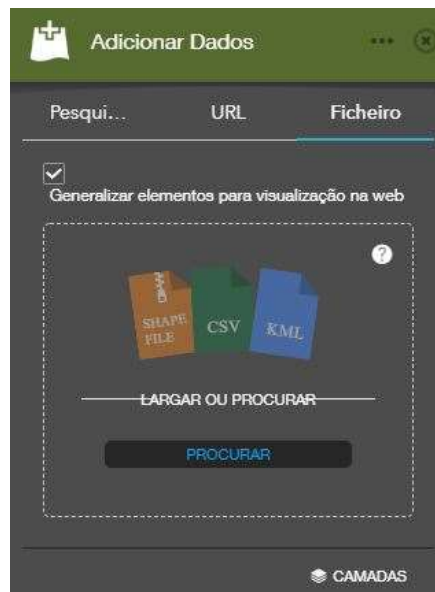 Adicionar Dados
Pesqui... URL Ficheiro
Generalizar elementos para visualização na web
?
SHAPE
FILE
CSV
KML
LARGAR OU PROCURAR
PROCURAR
CAMADAS